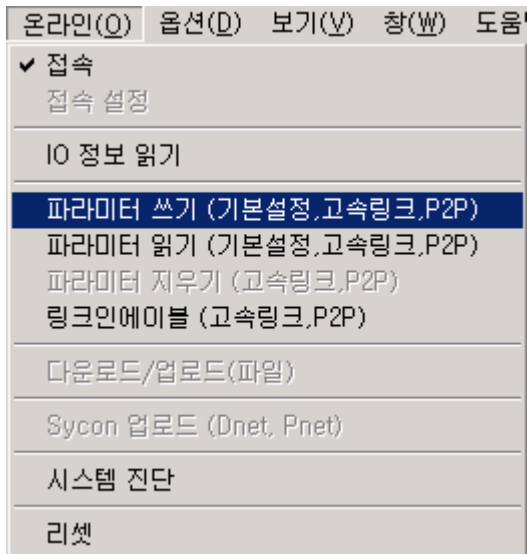 온라인(O) 옵션(D) 보기(V) 창(W) 도움
접속
접속 설정
IO 정보 읽기
파라미터 쓰기 (기본설정,고속링크,P2P)
파라미터 읽기 (기본설정,고속링크,P2P)
파라미터 지우기 (고속링크,P2P)
링크인에이블 (고속링크,P2P)
다운로드/업로드(파일)
Sycon 업로드 (Dnet, Pnet)
시스템 진단
리셋